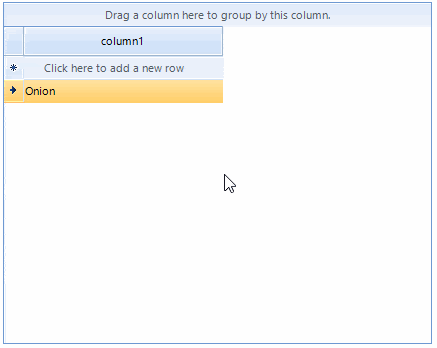 Drag a column here to group by this column.
column1
Click here to add a new row
Onion